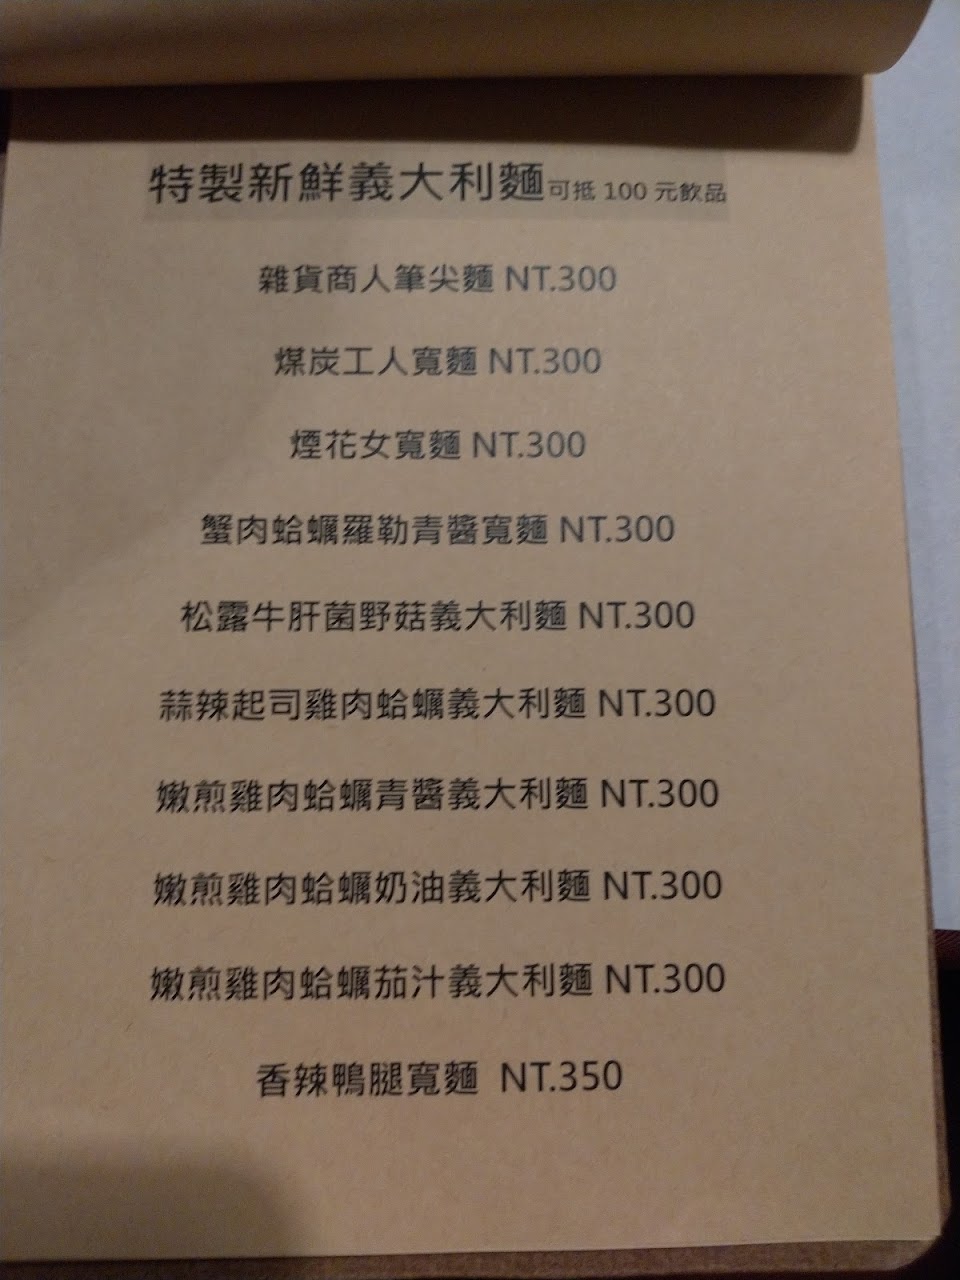 特製新鮮義大利麵可抵 100 元飲品
雜貨商人筆尖麵 NT.300
煤炭工人寬麵 NT.300
煙花女寬麵 NT.300
蟹肉蛤蠣羅勒青醬寬麵 NT.300
松露牛肝菌野菇義大利麵 NT.300
蒜辣起司雞肉蛤蠣義大利麵 NT.300
嫩煎雞肉蛤蠣青醬義大利麵 NT.300
嫩煎雞肉蛤蠣奶油義大利麵 NT.300
嫩煎雞肉蛤蠣茄汁義大利麵 NT.300
香辣鴨腿寬麵 NT.350